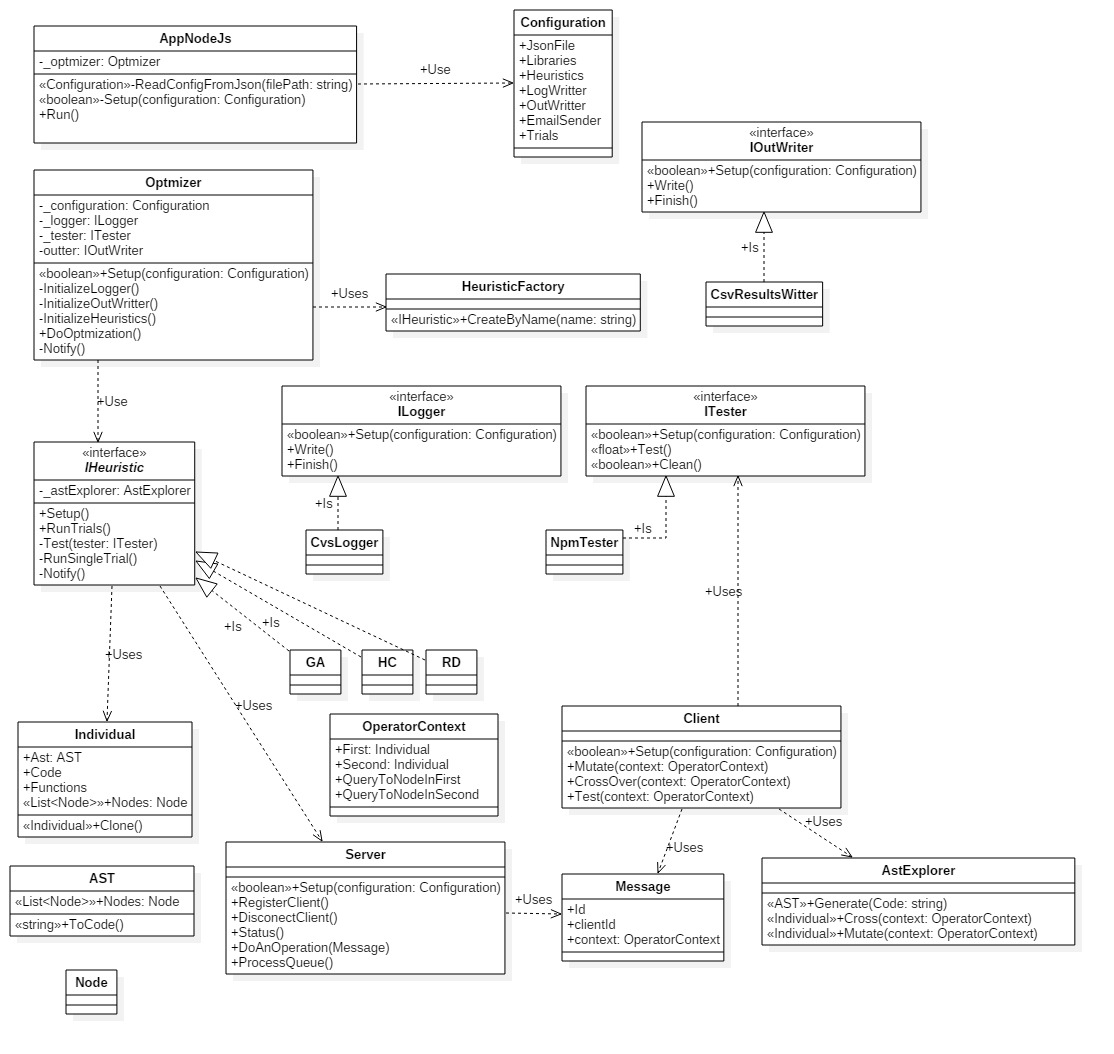 AppNodeJs
-_optmizer: Optmizer
«Configuration»-ReadConfigFromJson(filePath: string)
«boolean»-Setup(configuration: Configuration)
+Run()
+Use
Configuration
+JsonFile
+Libraries
+Heuristics
+LogWritter
+OutWritter
+EmailSender
+Trials
«interface»
IOutWriter
«boolean»+Setup(configuration: Configuration)
+Write()
+Finish()
+Is
CsvResultsWitter
Optmizer
-_configuration: Configuration
-_logger: ILogger
-_tester: ITester
-outter: IOutWriter
«boolean»+Setup(configuration: Configuration)
-InitializeLogger()
-InitializeOutWritter()
-InitializeHeuristics()
+DoOptmization()
-Notify()
+Uses
HeuristicFactory
«IHeuristic»+CreateByName(name: string)
+Use
«interface»
IHeuristic
-_astExplorer: AstExplorer
+Setup()
+RunTrials()
-Test(tester: ITester)
-RunSingleTrial()
-Notify()
«interface»
ILogger
«boolean»+Setup(configuration: Configuration)
+Write()
+Finish()
+Is
CvsLogger
«interface»
ITester
«boolean»+Setup(configuration: Configuration)
«float»+Test()
«boolean»+Clean()
+Is
NpmTester
+Uses
+Is
+Is
GA
HC
RD
+Uses
+Uses
Individual
+Ast: AST
+Code
+Functions
«List<Node>»+Nodes: Node
«Individual»+Clone()
OperatorContext
+First: Individual
+Second: Individual
+QueryToNodeInFirst
+QueryToNodeInSecond
Client
«boolean»+Setup(configuration: Configuration)
+Mutate(context: OperatorContext)
+CrossOver(context: OperatorContext)
+Test(context: OperatorContext)
+Uses
+Uses
AST
«List<Node>»+Nodes: Node
«string»+ToCode()
Server
«boolean»+Setup(configuration: Configuration)
+RegisterClient()
+DisconectClient()
+Status()
+DoAnOperation(Message)
+ProcessQueue()
+Uses
Message
+Id
+clientId
+context: OperatorContext
AstExplorer
«AST»+Generate(Code: string)
«Individual»+Cross(context: OperatorContext)
«Individual»+Mutate(context: OperatorContext)
Node